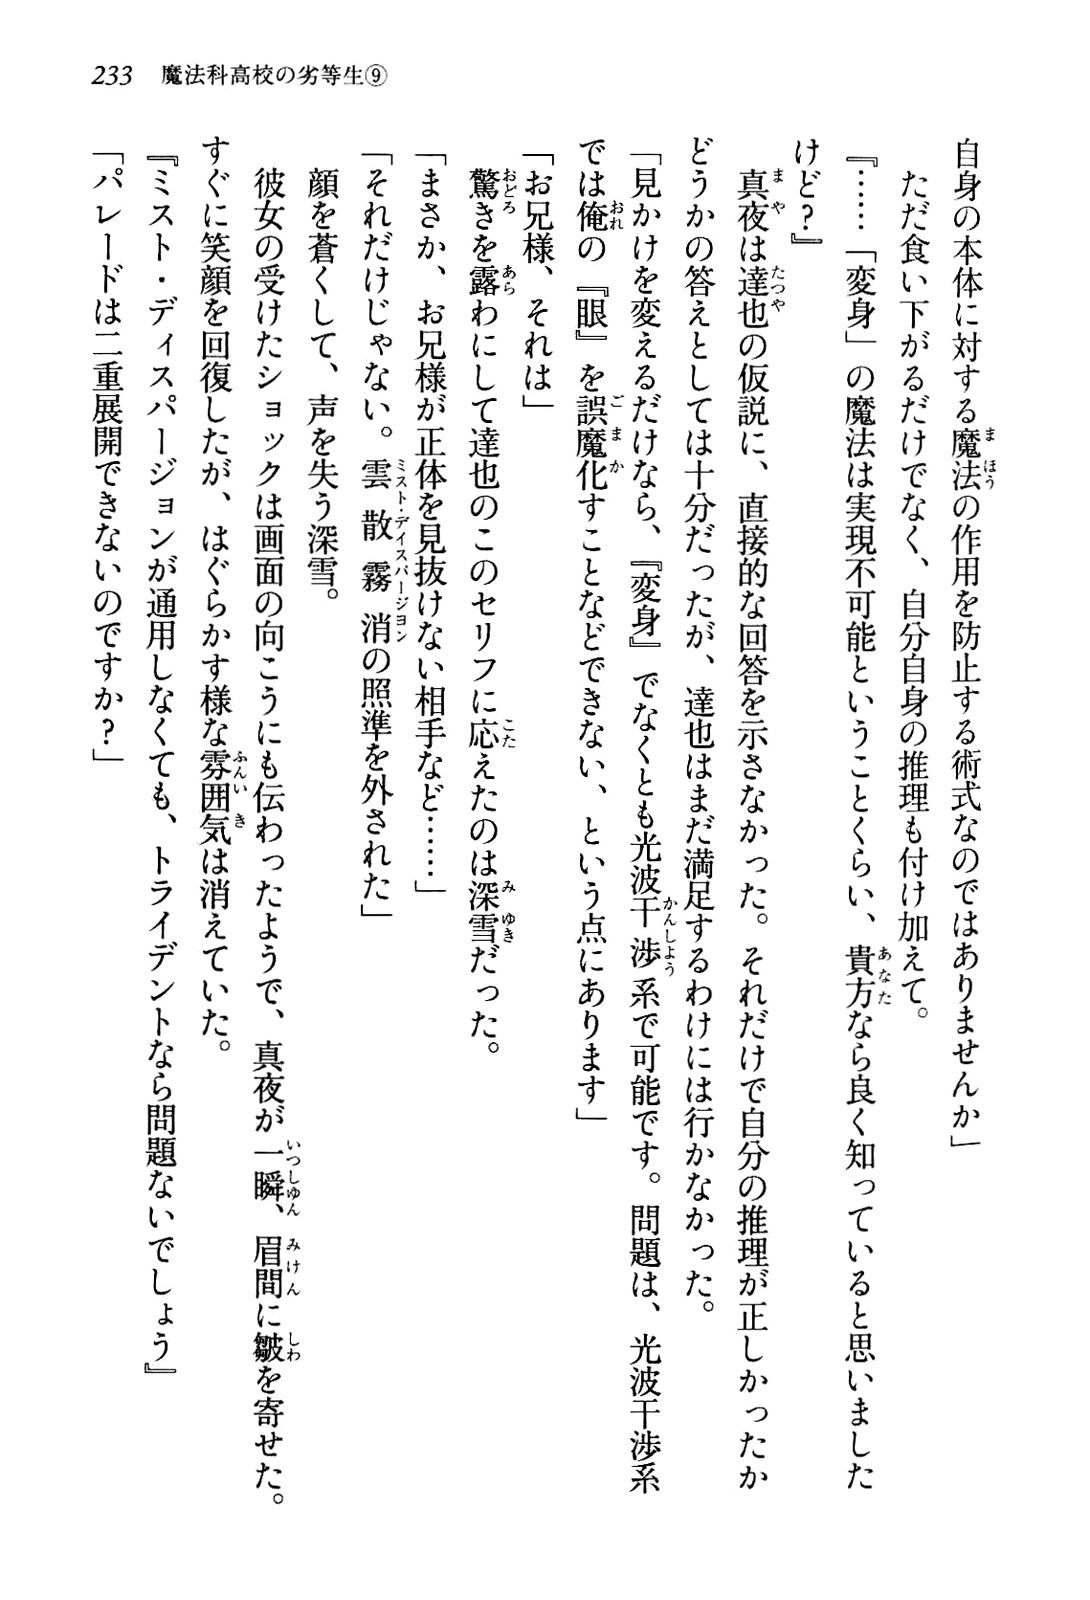 233 魔法科高校の劣等生⑨
自身の本体に対する魔法の作用を防止する術式なのではありませんか」
ただ食い下がるだけでなく、自分自身の推理も付け加えて。
『……「変身」の魔法は実現不可能ということくらい、貴方なら良く知っていると思いました
けど?』
真夜は達也の仮説に、直接的な回答を示さなかった。それだけで自分の推理が正しかったか
どうかの答えとしては十分だったが、達也はまだ満足するわけには行かなかった。
「見かけを変えるだけなら、『変身』でなくとも光波干渉系で可能です。問題は、光波干渉系
では俺の『眼』を誤魔化すことなどできない、という点にあります」
「お兄様、それは」
驚きを露わにして達也のこのセリフに応えたのは深雪だった。
「まさか、お兄様が正体を見抜けない相手など……」
「それだけじゃない。雲散霧消の照準を外された」
顔を蒼くして、声を失う深雪。
彼女の受けたショックは画面の向こうにも伝わったようで、真夜が一瞬、眉間に皺を寄せた。
すぐに笑顔を回復したが、はぐらかす様な雰囲気は消えていた。
『ミスト・ディスパージョンが通用しなくても、トライデントなら問題ないでしょう』
「パレードは二重展開できないのですか?」